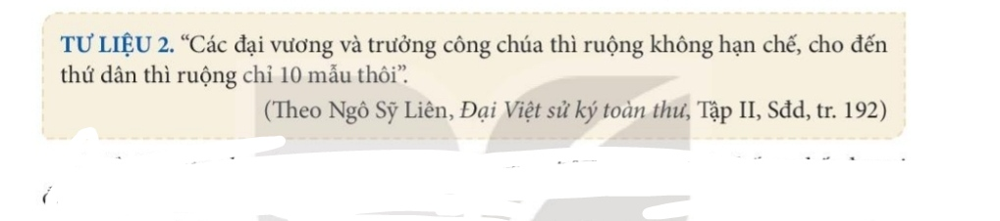 TƯ LIỆU 2. “Các đại vương và trưởng công chúa thì ruộng không hạn chế, cho đến
thứ dân thì ruộng chỉ 10 mẫu thôi”.
(Theo Ngô Sỹ Liên, Đại Việt sử ký toàn thư, Tập II, Sđd, tr. 192)